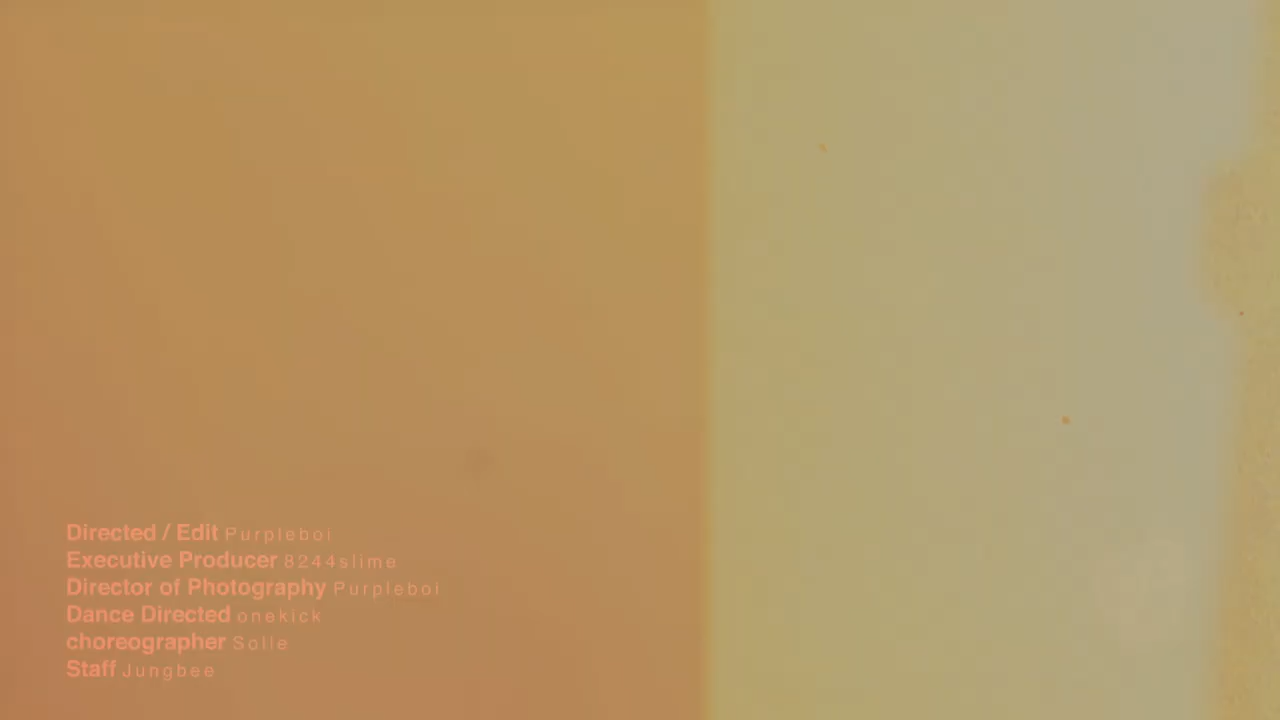 Directed / Edit Purpleboi
Executive Producer 8244slime
Director of Photography Purpleboi
Dance Directed onekick
choreographer Solle
Staff Jungbee